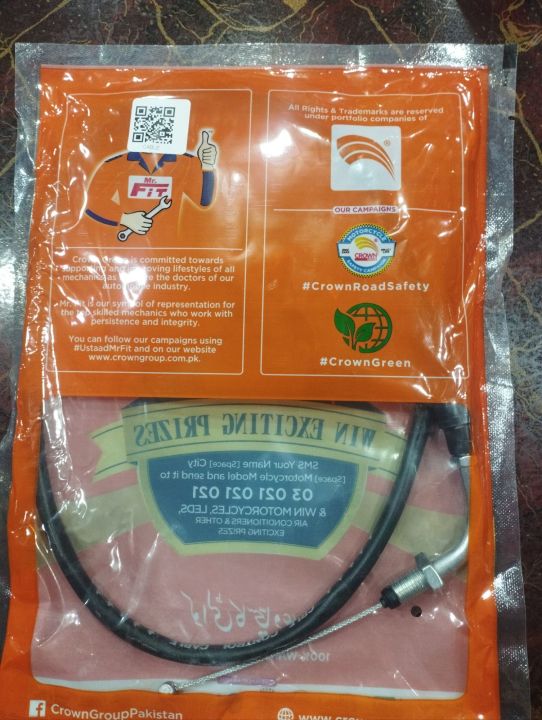 CABLE
Mr.
FiT
Crown Group is committed towards
supporting and improving lifestyles of all
mechanics as they are the doctors of our
automobile industry.
Mr. Fit is our symbol of representation for
the top skilled mechanics who work with
persistence and integrity.
You can follow our campaigns using
#UstaadMrFit and on our website
www.crowngroup.com.pk.
All Rights & Trademarks are reserved
under portfolio companies of
OUR CAMPAIGNS
MOTORCYCLE
CROWN
SAFETY CAMPAIGN
#CrownRoadSafety
#CrownGreen
WIN EXCITING PRIZES
SMS Your Name [Space] City
[Space] Motorcycle Model and send it to
03 021 021 021
& WIN MOTORCYCLES, LEDS,
AIR CONDITIONERS & OTHER
EXCITING PRIZES
100%
CrownGroupPakistan